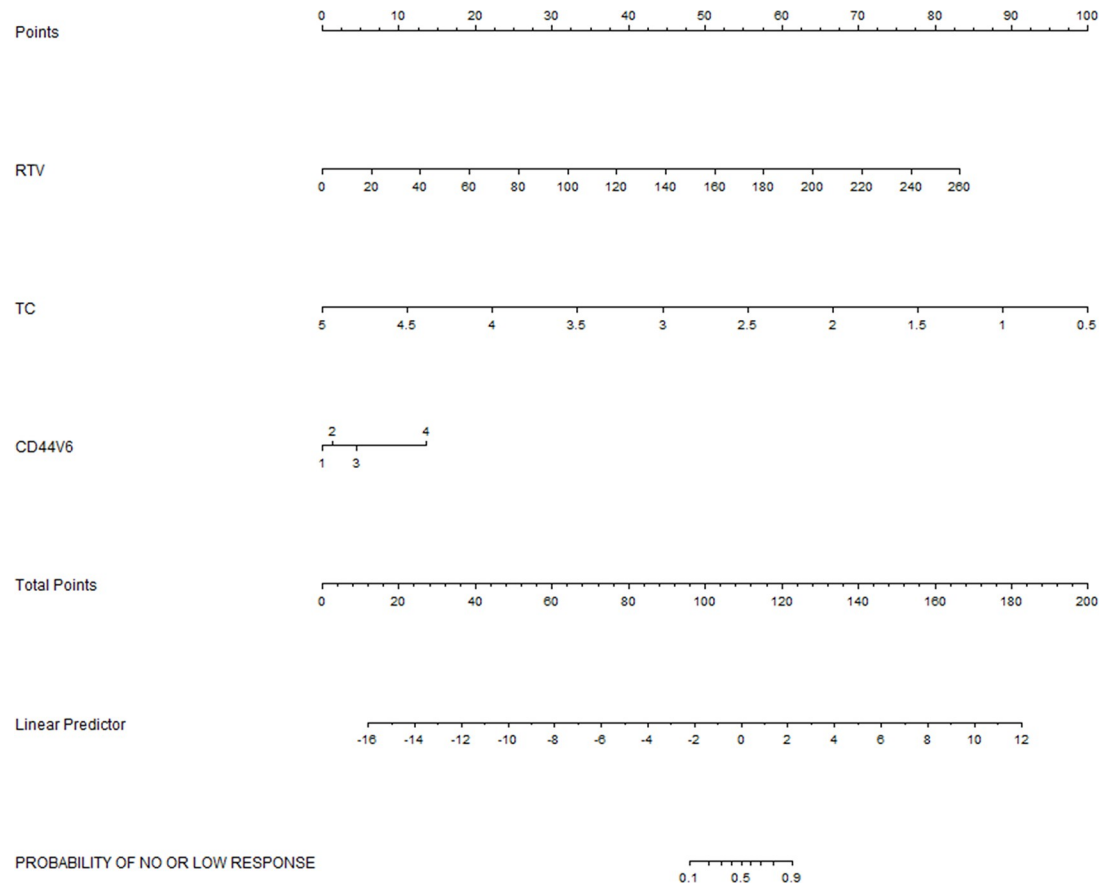 Points
0 10 20 30 40 50 60 70 80 90 100
RTV
0 20 40 60 80 100 120 140 160 180 200 220 240 260
TC
5 4.5 4 3.5 3 2.5 2 1.5 1 0.5
2 4
CD44V6
1 3
Total Points
0 20 40 60 80 100 120 140 160 180 200
Linear Predictor
-16 -14 -12 -10 -8 -6 -4 -2 0 2 4 6 8 10 12
PROBABILITY OF NO OR LOW RESPONSE
0.1 0.5 0.9